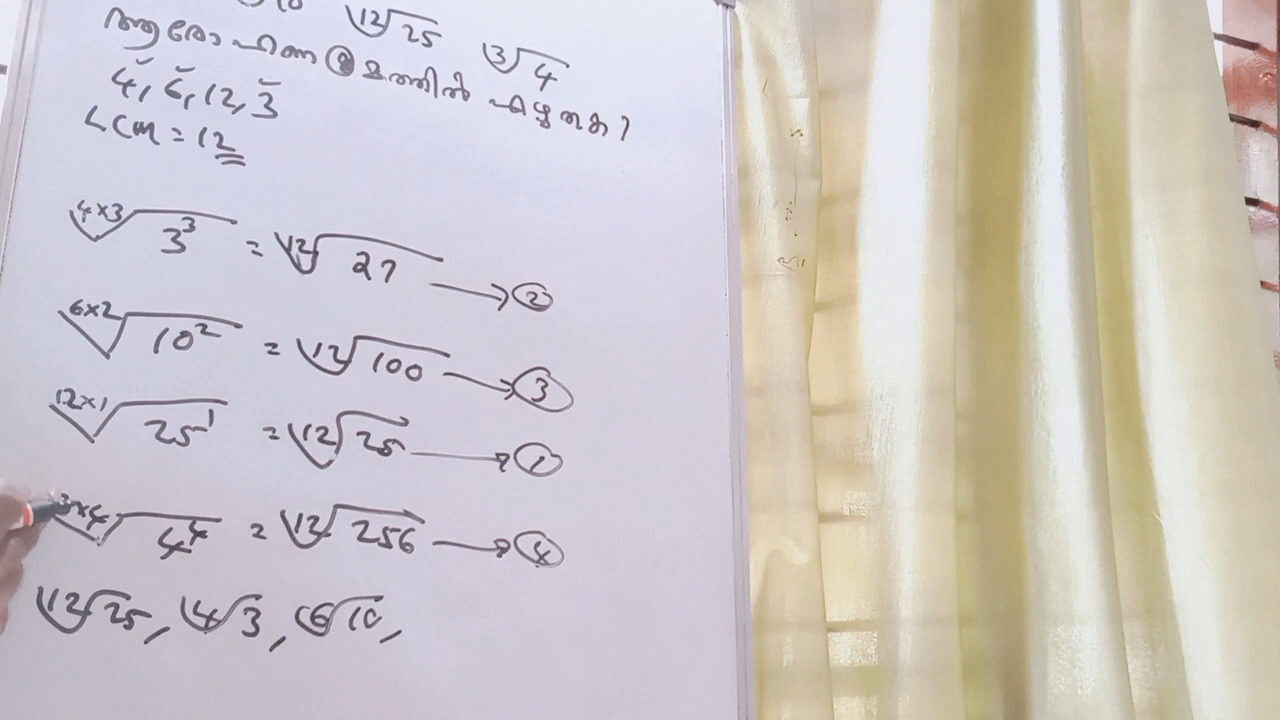 10 ¹²√25 ³√4
ആരോഹണ ക്രമത്തിൽ എഴുതുക?
4, 6, 12, 3
LCM = 12
⁴ˣ³√3³ = ¹²√27 → ②
⁶ˣ²√10² = ¹²√100 → ③
¹²ˣ¹√25¹ = ¹²√25 → ①
³ˣ⁴√4⁴ = ¹²√256 → ④
¹²√25, ⁴√3, ⁶√10,